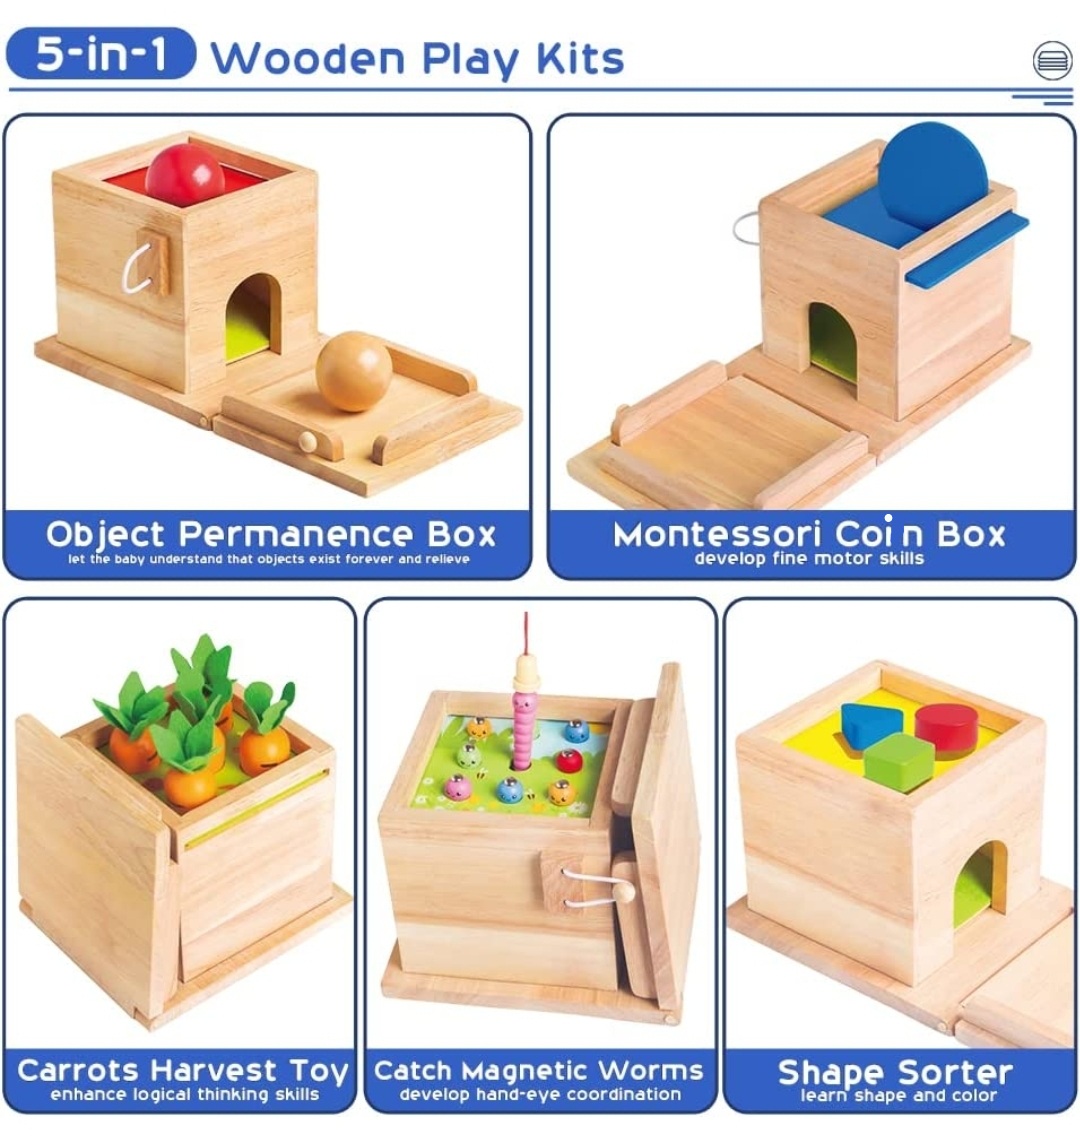 5-in-1 Wooden Play Kits
Object Permanence Box
let the baby understand that objects exist forever and relieve
Montessori Coin Box
develop fine motor skills
Carrots Harvest Toy
enhance logical thinking skills
Catch Magnetic Worms
develop hand-eye coordination
Shape Sorter
learn shape and color